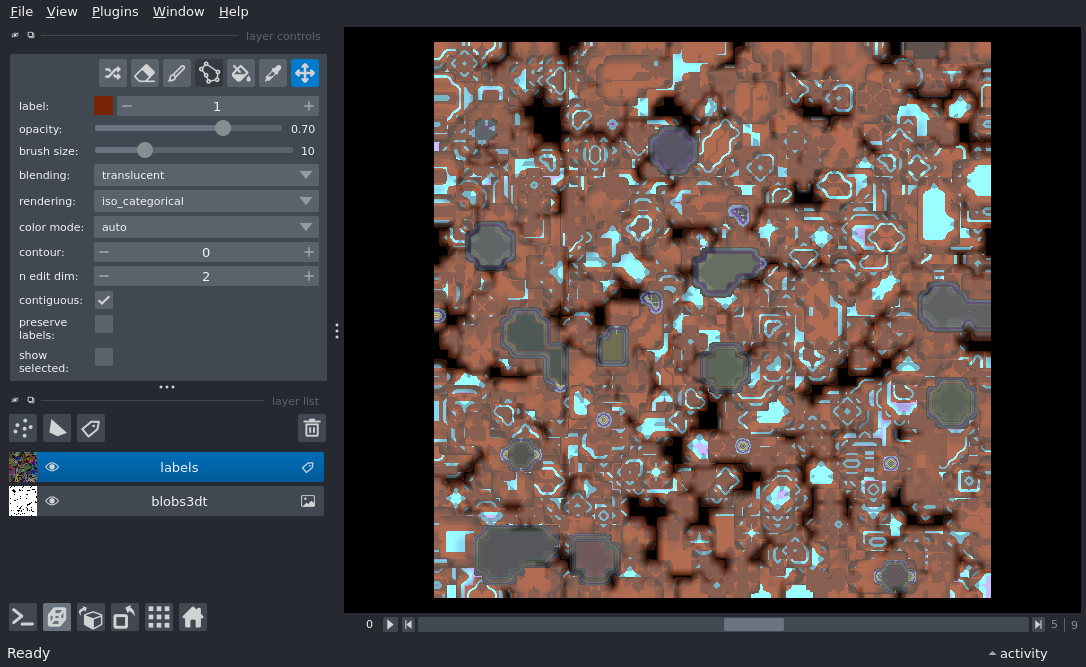 File View Plugins Window Help
layer controls
label: 1
opacity: 0.70
brush size: 10
blending: translucent
rendering: iso_categorical
color mode: auto
contour: 0
n edit dim: 2
contiguous:
preserve
labels:
show
selected:
layer list
labels
blobs3dt
0 5 | 9
Ready activity